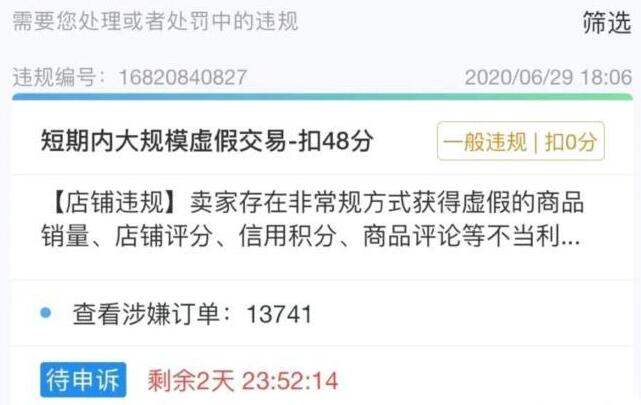 需要您处理或者处罚中的违规
筛选
违规编号：16820840827
2020/06/29 18:06
短期内大规模虚假交易-扣48分
一般违规 | 扣0分
【店铺违规】卖家存在非常规方式获得虚假的商品
销量、店铺评分、信用积分、商品评论等不当利...
查看涉嫌订单：13741
待申诉
剩余2天 23:52:14